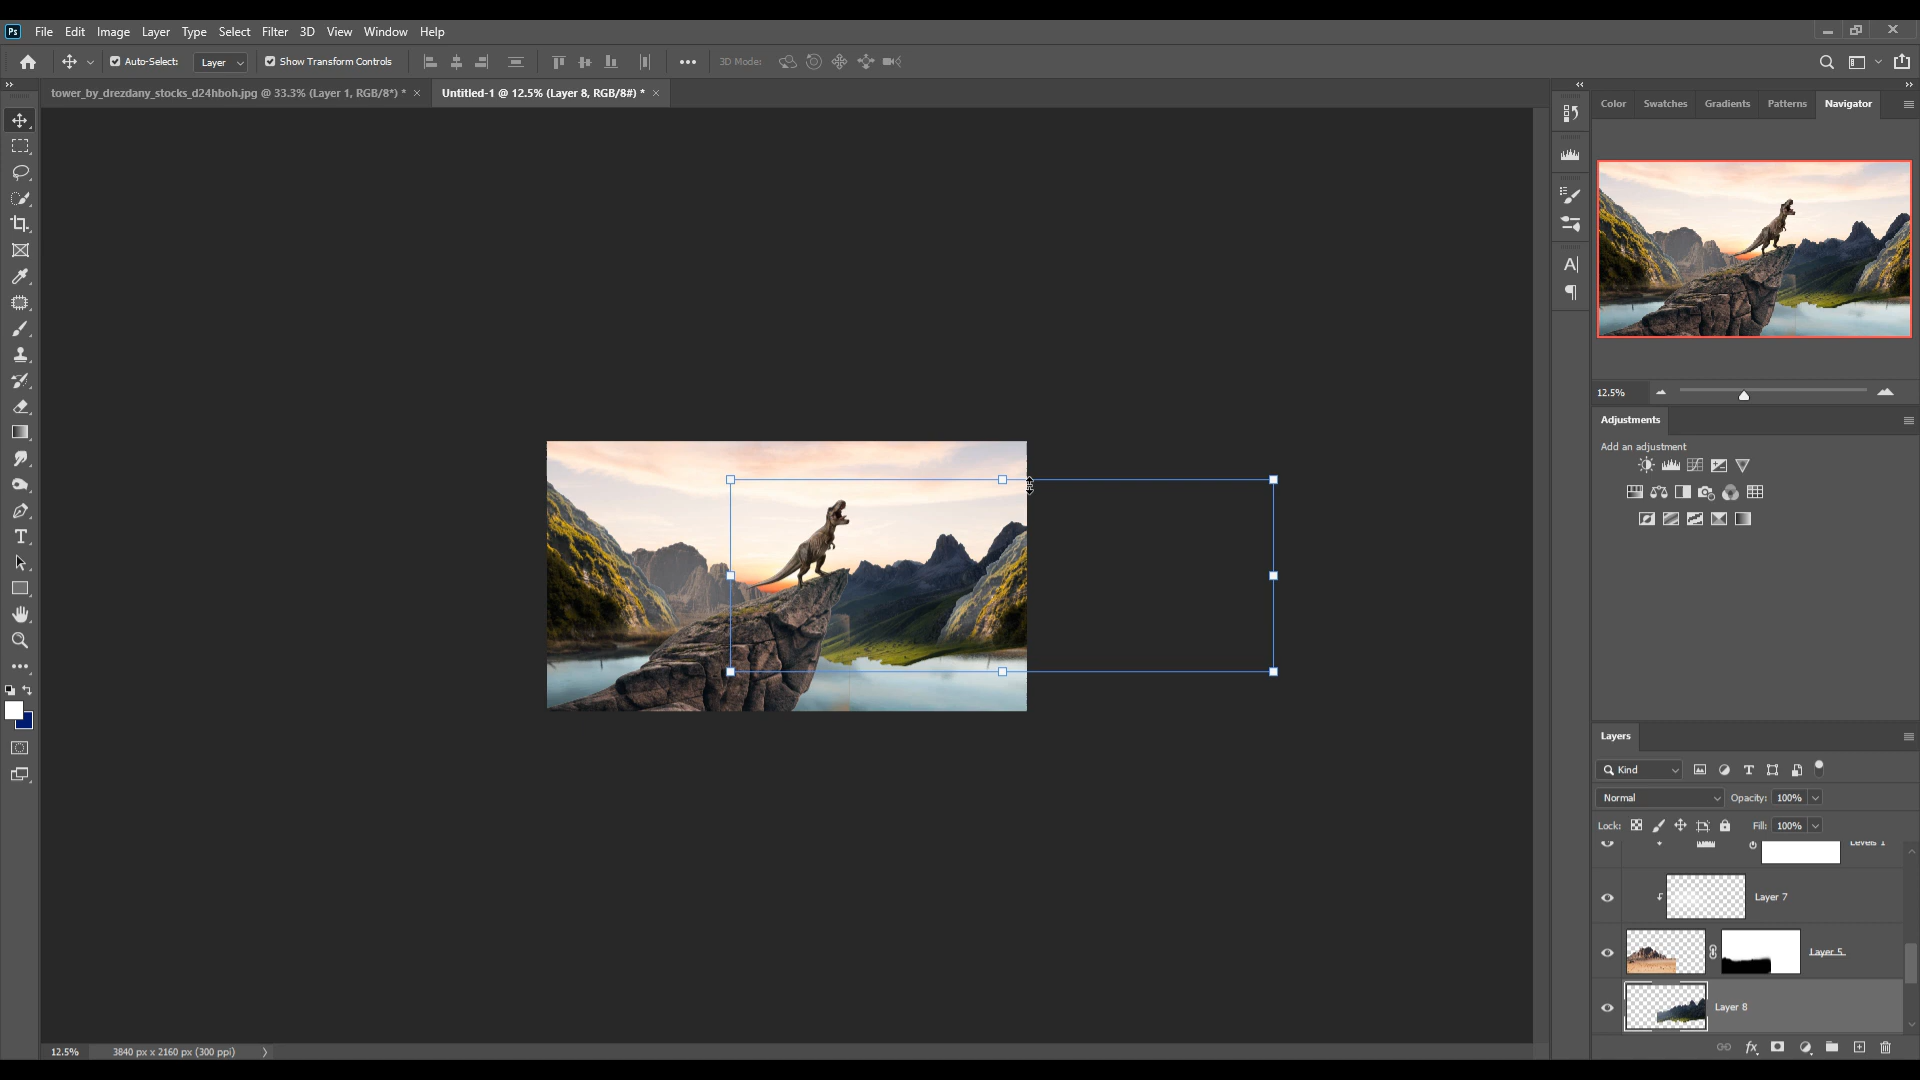 Ps File Edit Image Layer Type Select Filter 3D View Window Help
Auto-Select: Layer Show Transform Controls 3D Mode:
tower_by_drezdany_stocks_d24hboh.jpg @ 33.3% (Layer 1, RGB/8*) * × Untitled-1 @ 12.5% (Layer 8, RGB/8#) * ×
Color Swatches Gradients Patterns Navigator
12.5%
Adjustments
Add an adjustment
Layers
Kind
Normal Opacity: 100%
Lock: Fill: 100%
Levels 1
Layer 7
Layer 5
Layer 8
12.5% 3840 px x 2160 px (300 ppi)